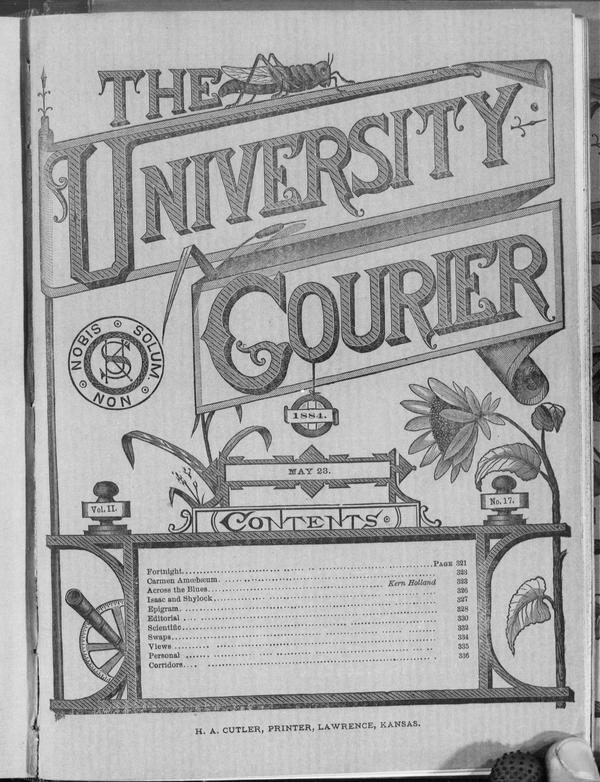 THE
UNIVERSITY
COURIER
NOBIS SOLUM. NON
1884.
MAY 23.
Vol. II.
No. 17.
CONTENTS
Fortnight......PAGE 321
Carmen Amœbœum......323
Across the Blues......Kern Holland 323
Isaac and Shylock......326
Epigram......327
Editorial......328
Scientific......330
Swaps......332
Views......334
Personal......335
Corridors......336
H. A. CUTLER, PRINTER, LAWRENCE, KANSAS.